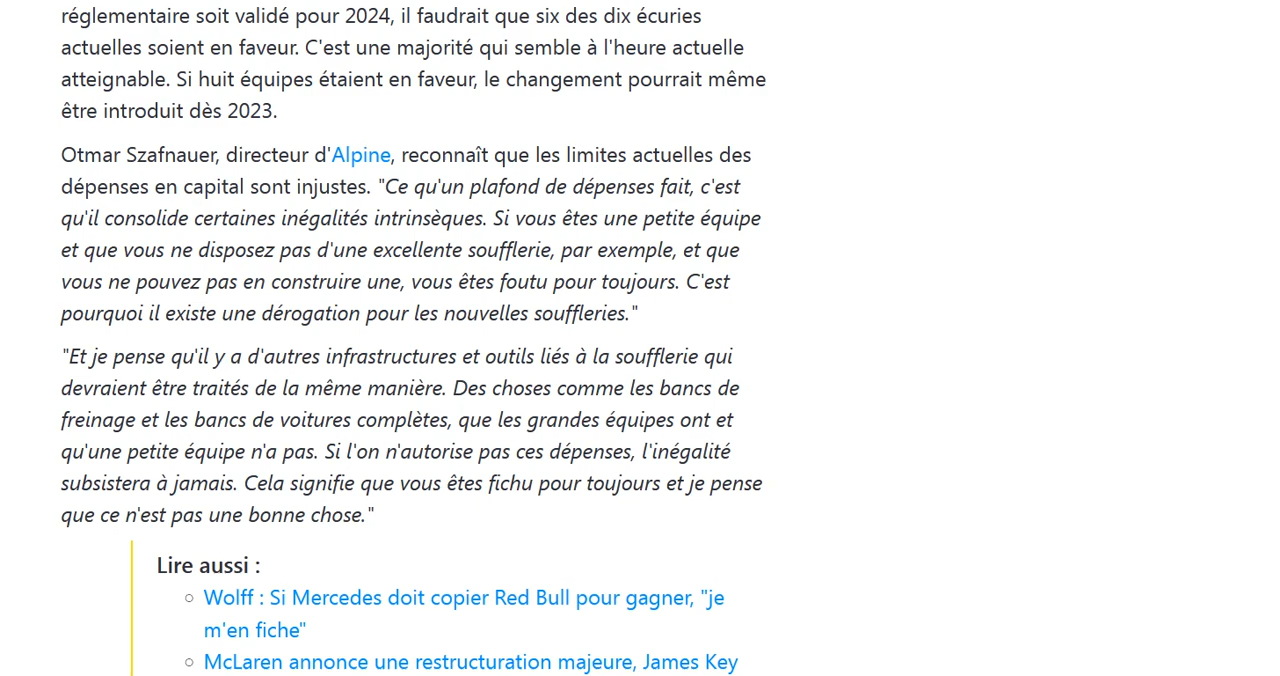 réglementaire soit validé pour 2024, il faudrait que six des dix écuries
actuelles soient en faveur. C'est une majorité qui semble à l'heure actuelle
atteignable. Si huit équipes étaient en faveur, le changement pourrait même
être introduit dès 2023.
Otmar Szafnauer, directeur d'Alpine, reconnaît que les limites actuelles des
dépenses en capital sont injustes. "Ce qu'un plafond de dépenses fait, c'est
qu'il consolide certaines inégalités intrinsèques. Si vous êtes une petite équipe
et que vous ne disposez pas d'une excellente soufflerie, par exemple, et que
vous ne pouvez pas en construire une, vous êtes foutu pour toujours. C'est
pourquoi il existe une dérogation pour les nouvelles souffleries."
"Et je pense qu'il y a d'autres infrastructures et outils liés à la soufflerie qui
devraient être traités de la même manière. Des choses comme les bancs de
freinage et les bancs de voitures complètes, que les grandes équipes ont et
qu'une petite équipe n'a pas. Si l'on n'autorise pas ces dépenses, l'inégalité
subsistera à jamais. Cela signifie que vous êtes fichu pour toujours et je pense
que ce n'est pas une bonne chose."
Lire aussi :
Wolff : Si Mercedes doit copier Red Bull pour gagner, "je
m'en fiche"
McLaren annonce une restructuration majeure, James Key